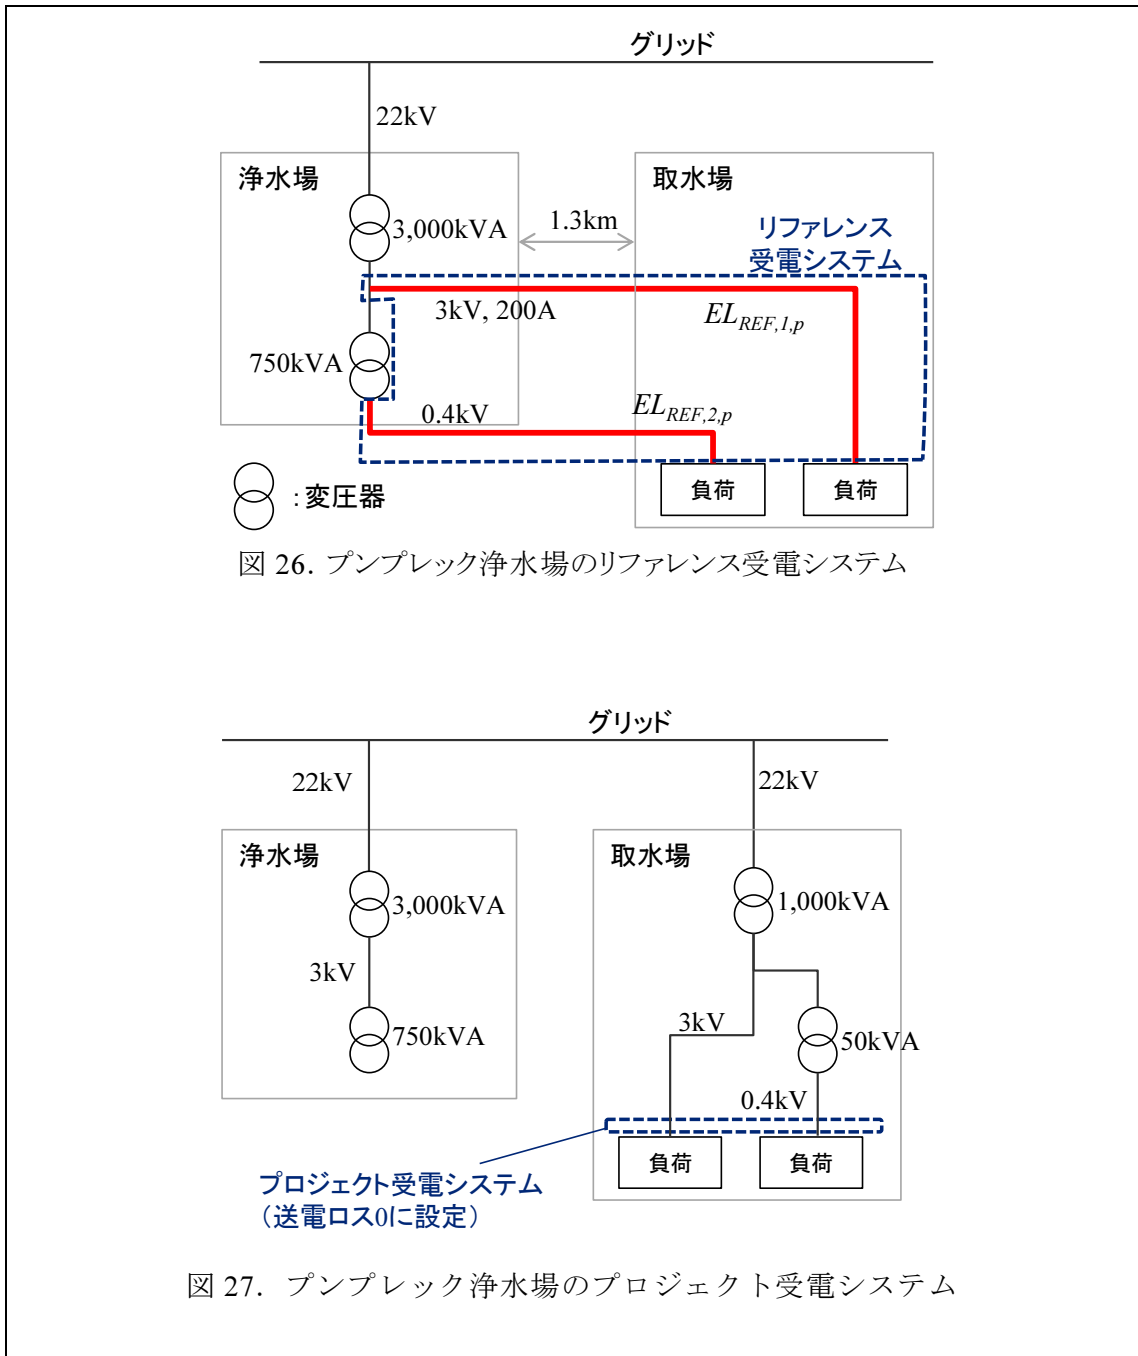 グリッド
22kV
浄水場
取水場
3,000kVA
1.3km
リファレンス
受電システム
3kV, 200A
EL_{REF,1,p}
750kVA
0.4kV
EL_{REF,2,p}
負荷
負荷
：変圧器
図 26. プンプレック浄水場のリファレンス受電システム
グリッド
22kV
22kV
浄水場
取水場
3,000kVA
1,000kVA
3kV
3kV
750kVA
50kVA
0.4kV
負荷
負荷
プロジェクト受電システム
（送電ロス0に設定）
図 27. プンプレック浄水場のプロジェクト受電システム